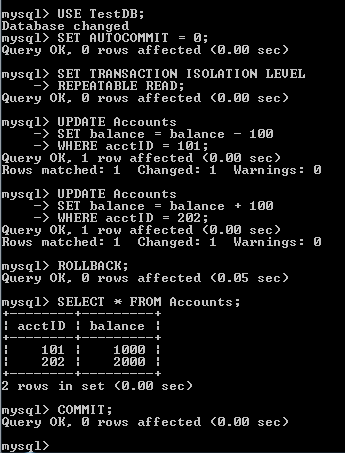 mysql> USE TestDB;
Database changed
mysql> SET AUTOCOMMIT = 0;
Query OK, 0 rows affected (0.00 sec)
mysql> SET TRANSACTION ISOLATION LEVEL
    -> REPEATABLE READ;
Query OK, 0 rows affected (0.00 sec)
mysql> UPDATE Accounts
    -> SET balance = balance - 100
    -> WHERE acctID = 101;
Query OK, 1 row affected (0.00 sec)
Rows matched: 1  Changed: 1  Warnings: 0
mysql> UPDATE Accounts
    -> SET balance = balance + 100
    -> WHERE acctID = 202;
Query OK, 1 row affected (0.00 sec)
Rows matched: 1  Changed: 1  Warnings: 0
mysql> ROLLBACK;
Query OK, 0 rows affected (0.05 sec)
mysql> SELECT * FROM Accounts;
+--------+---------+
| acctID | balance |
+--------+---------+
|    101 |    1000 |
|    202 |    2000 |
+--------+---------+
2 rows in set (0.00 sec)
mysql> COMMIT;
Query OK, 0 rows affected (0.00 sec)
mysql>